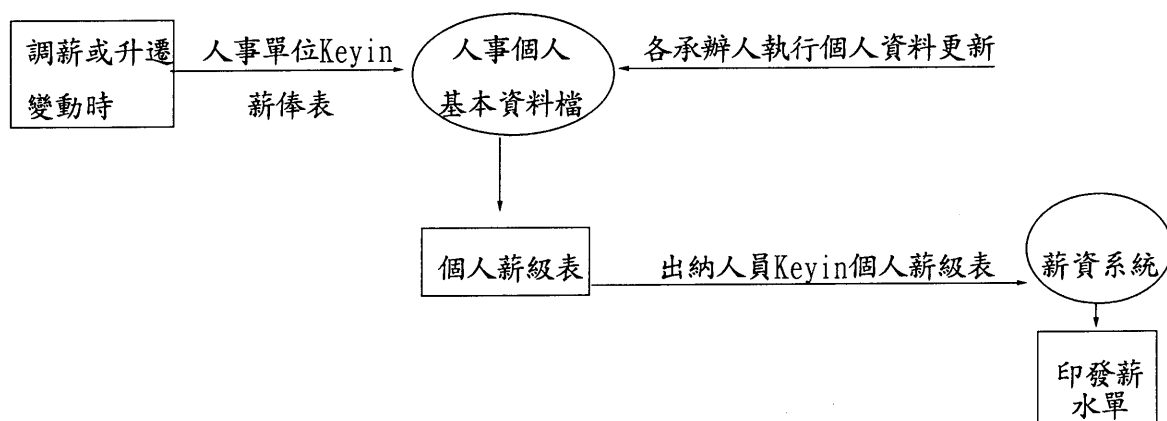 調薪或升遷
變動時
人事單位Keyin
薪俸表
人事個人
基本資料檔
各承辦人執行個人資料更新
個人薪級表
出納人員Keyin個人薪級表
薪資系統
印發薪
水單